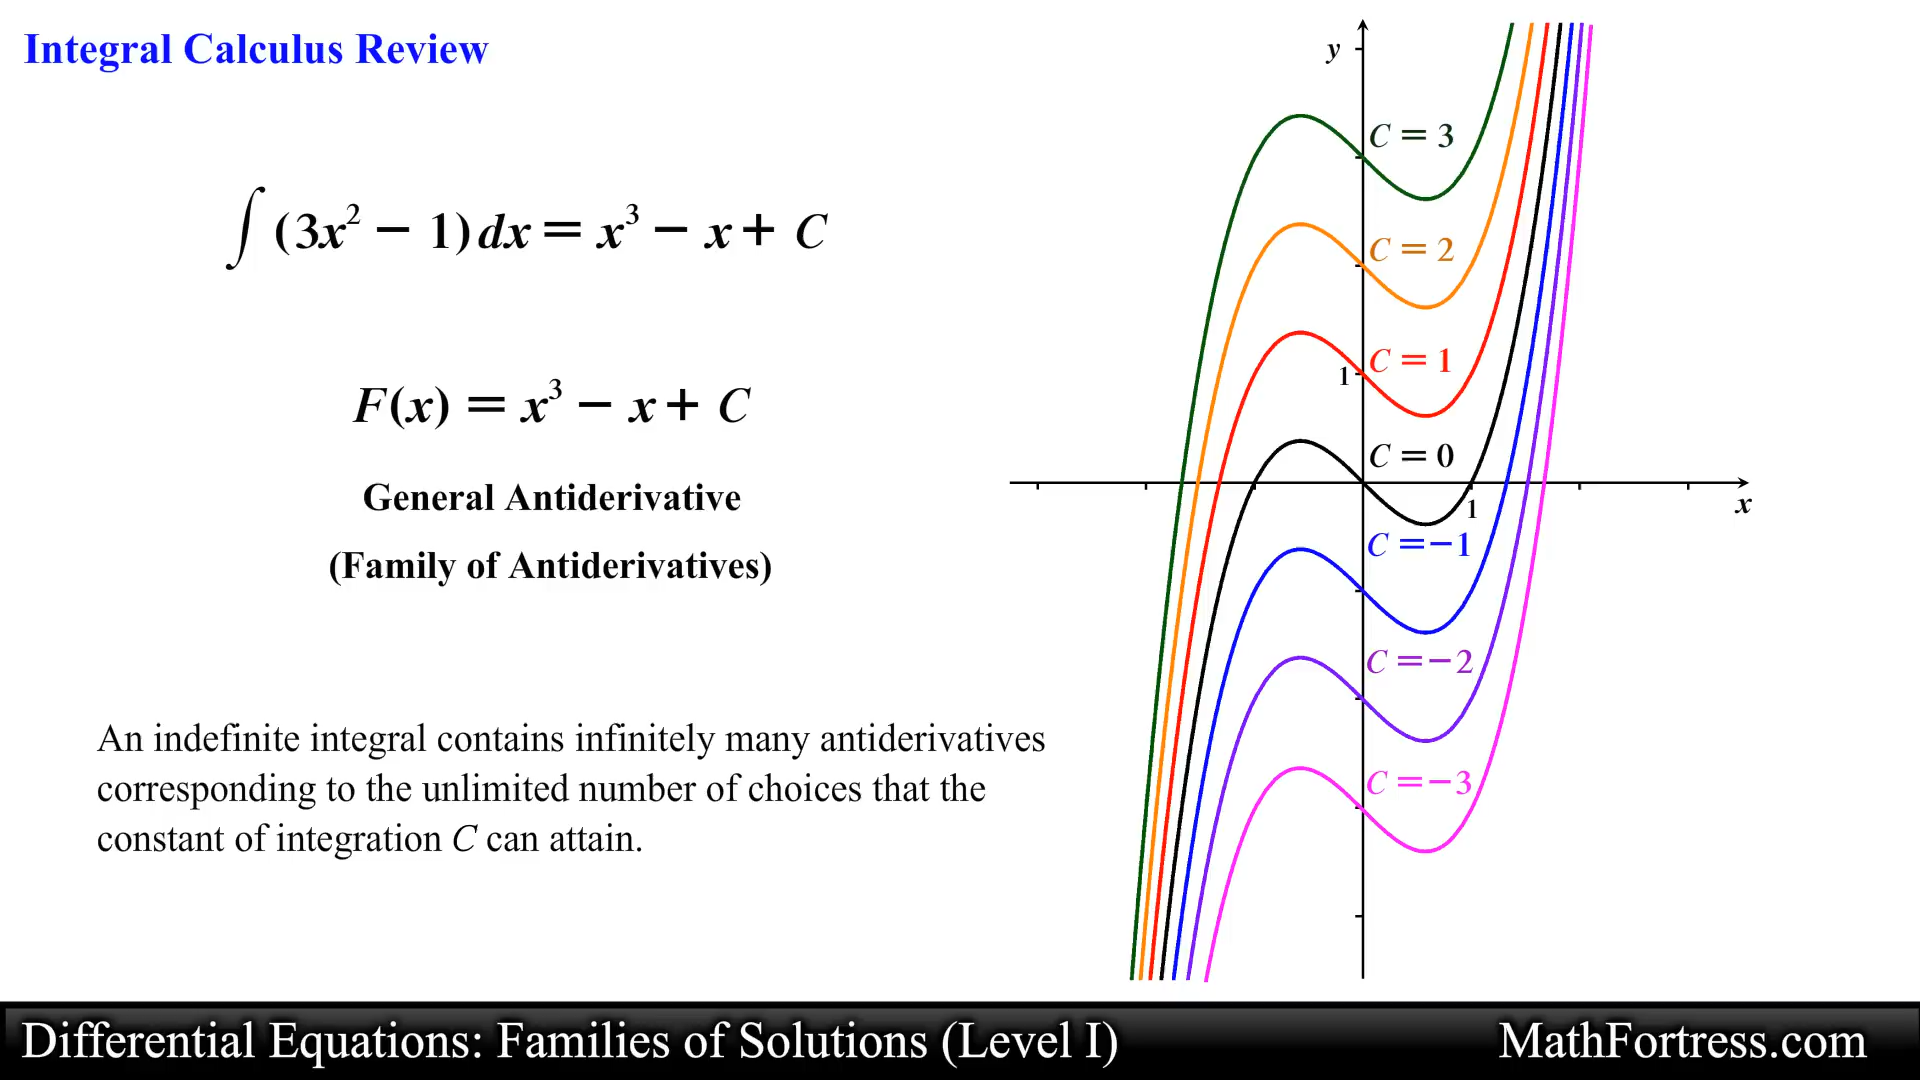 Integral Calculus Review
∫ (3x² − 1) dx = x³ − x + C
F(x) = x³ − x + C
General Antiderivative
(Family of Antiderivatives)
An indefinite integral contains infinitely many antiderivatives
corresponding to the unlimited number of choices that the
constant of integration C can attain.
y
C = 3
C = 2
C = 1
1
C = 0
1
x
C = −1
C = −2
C = −3
Differential Equations: Families of Solutions (Level I)
MathFortress.com